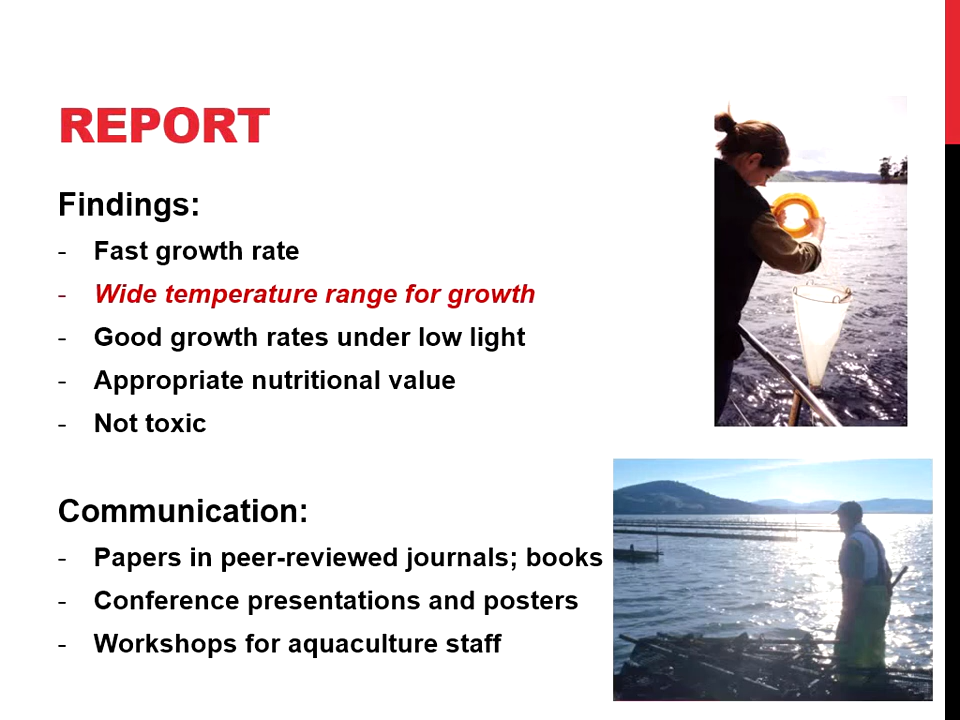 REPORT
Findings:
- Fast growth rate
- Wide temperature range for growth
- Good growth rates under low light
- Appropriate nutritional value
- Not toxic
Communication:
- Papers in peer-reviewed journals; books
- Conference presentations and posters
- Workshops for aquaculture staff